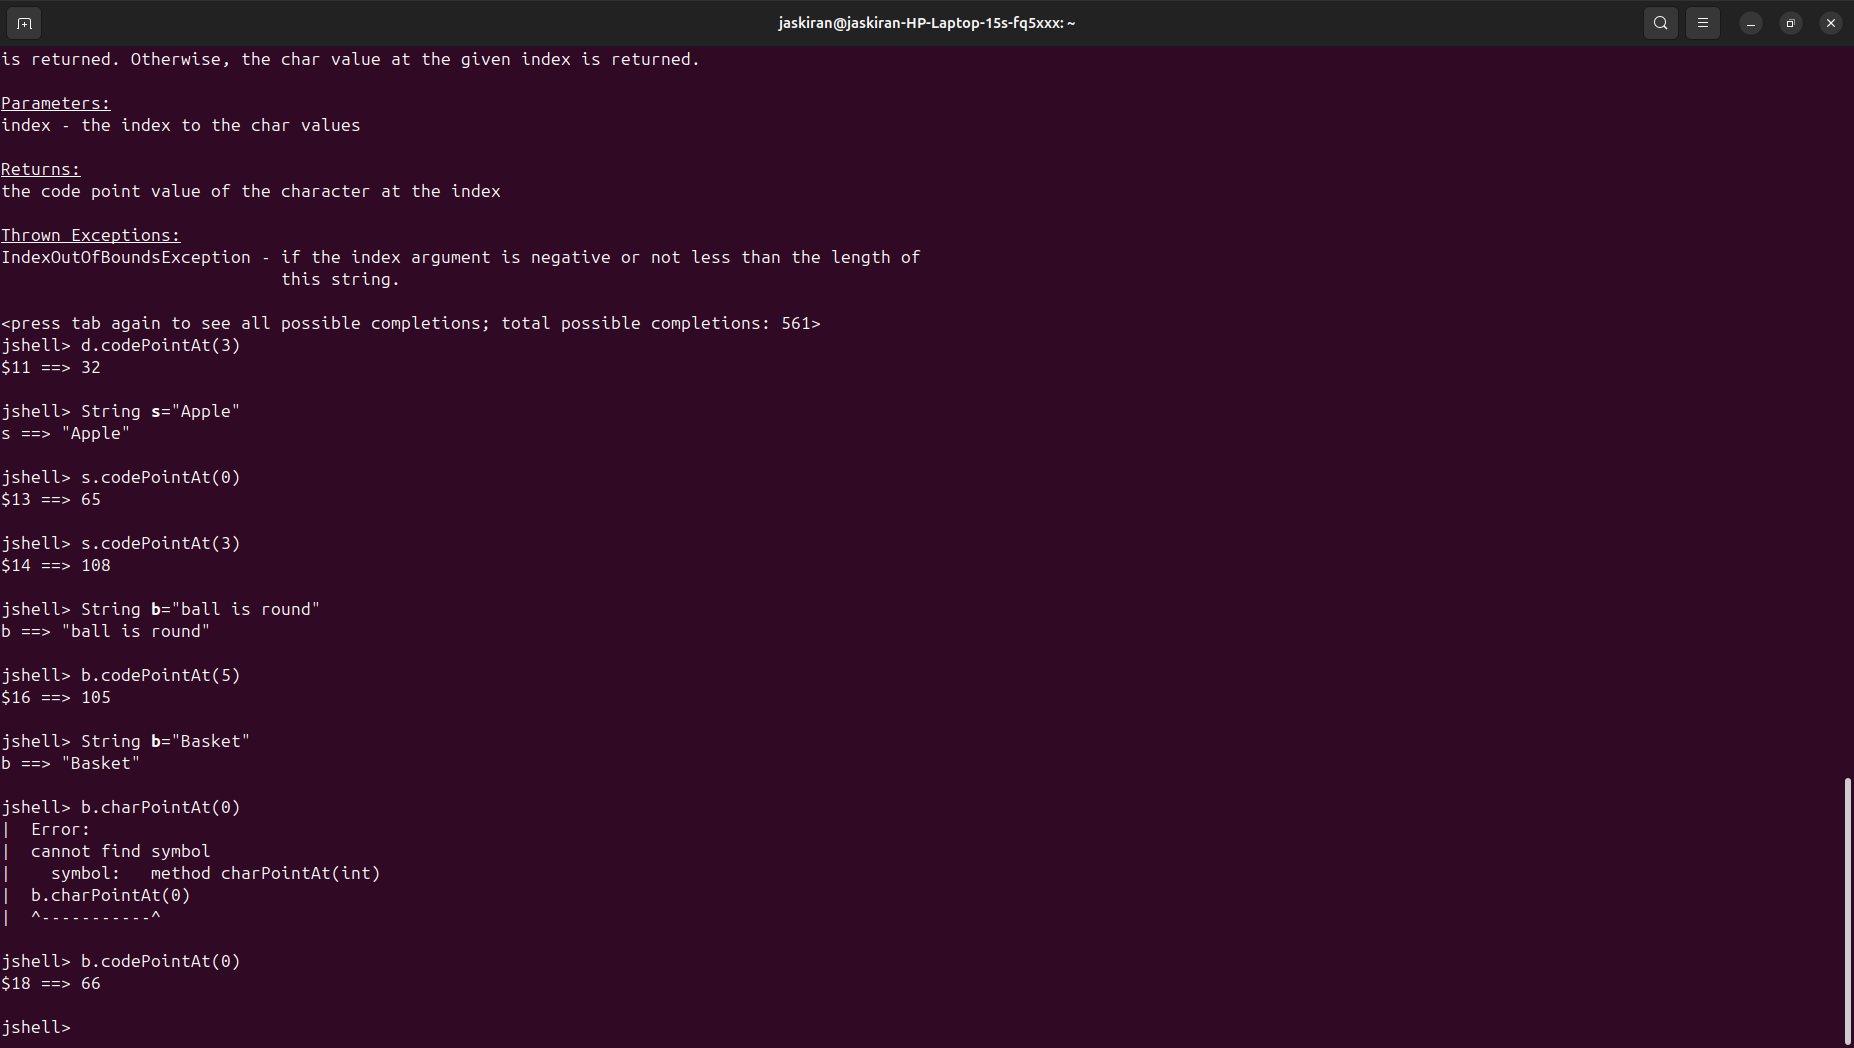 jaskiran@jaskiran-HP-Laptop-15s-fq5xxx: ~
is returned. Otherwise, the char value at the given index is returned.
Parameters:
index - the index to the char values
Returns:
the code point value of the character at the index
Thrown Exceptions:
IndexOutOfBoundsException - if the index argument is negative or not less than the length of
this string.
<press tab again to see all possible completions; total possible completions: 561>
jshell> d.codePointAt(3)
$11 ==> 32
jshell> String s="Apple"
s ==> "Apple"
jshell> s.codePointAt(0)
$13 ==> 65
jshell> s.codePointAt(3)
$14 ==> 108
jshell> String b="ball is round"
b ==> "ball is round"
jshell> b.codePointAt(5)
$16 ==> 105
jshell> String b="Basket"
b ==> "Basket"
jshell> b.charPointAt(0)
|  Error:
|  cannot find symbol
|    symbol:   method charPointAt(int)
|  b.charPointAt(0)
|  ^-----------^
jshell> b.codePointAt(0)
$18 ==> 66
jshell>